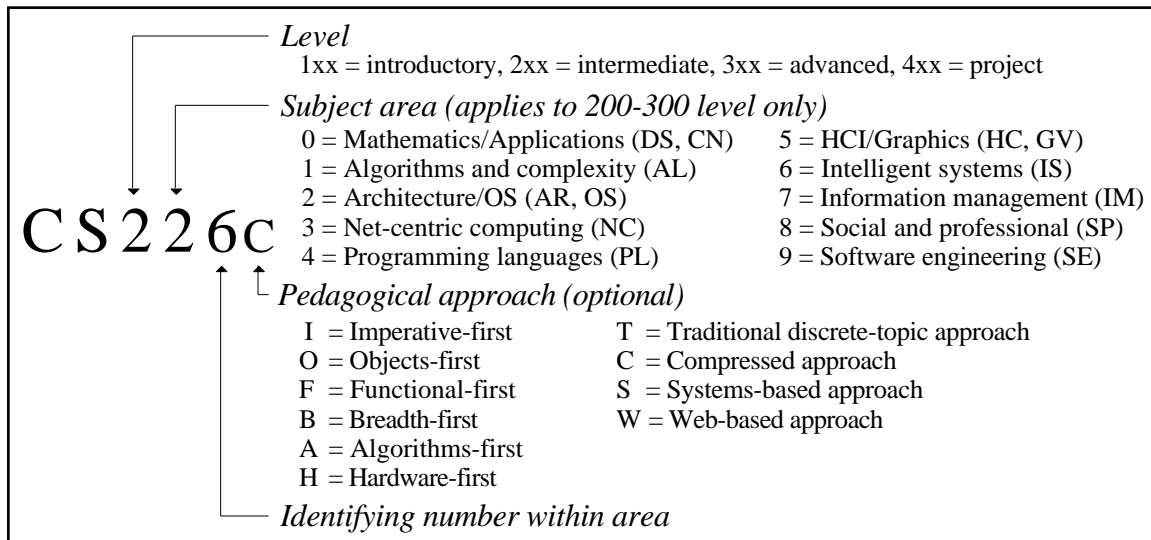 Level
1xx = introductory, 2xx = intermediate, 3xx = advanced, 4xx = project
Subject area (applies to 200-300 level only)
0 = Mathematics/Applications (DS, CN) 5 = HCI/Graphics (HC, GV)
1 = Algorithms and complexity (AL) 6 = Intelligent systems (IS)
2 = Architecture/OS (AR, OS) 7 = Information management (IM)
3 = Net-centric computing (NC) 8 = Social and professional (SP)
4 = Programming languages (PL) 9 = Software engineering (SE)
CS226C
Pedagogical approach (optional)
I = Imperative-first T = Traditional discrete-topic approach
O = Objects-first C = Compressed approach
F = Functional-first S = Systems-based approach
B = Breadth-first W = Web-based approach
A = Algorithms-first
H = Hardware-first
Identifying number within area